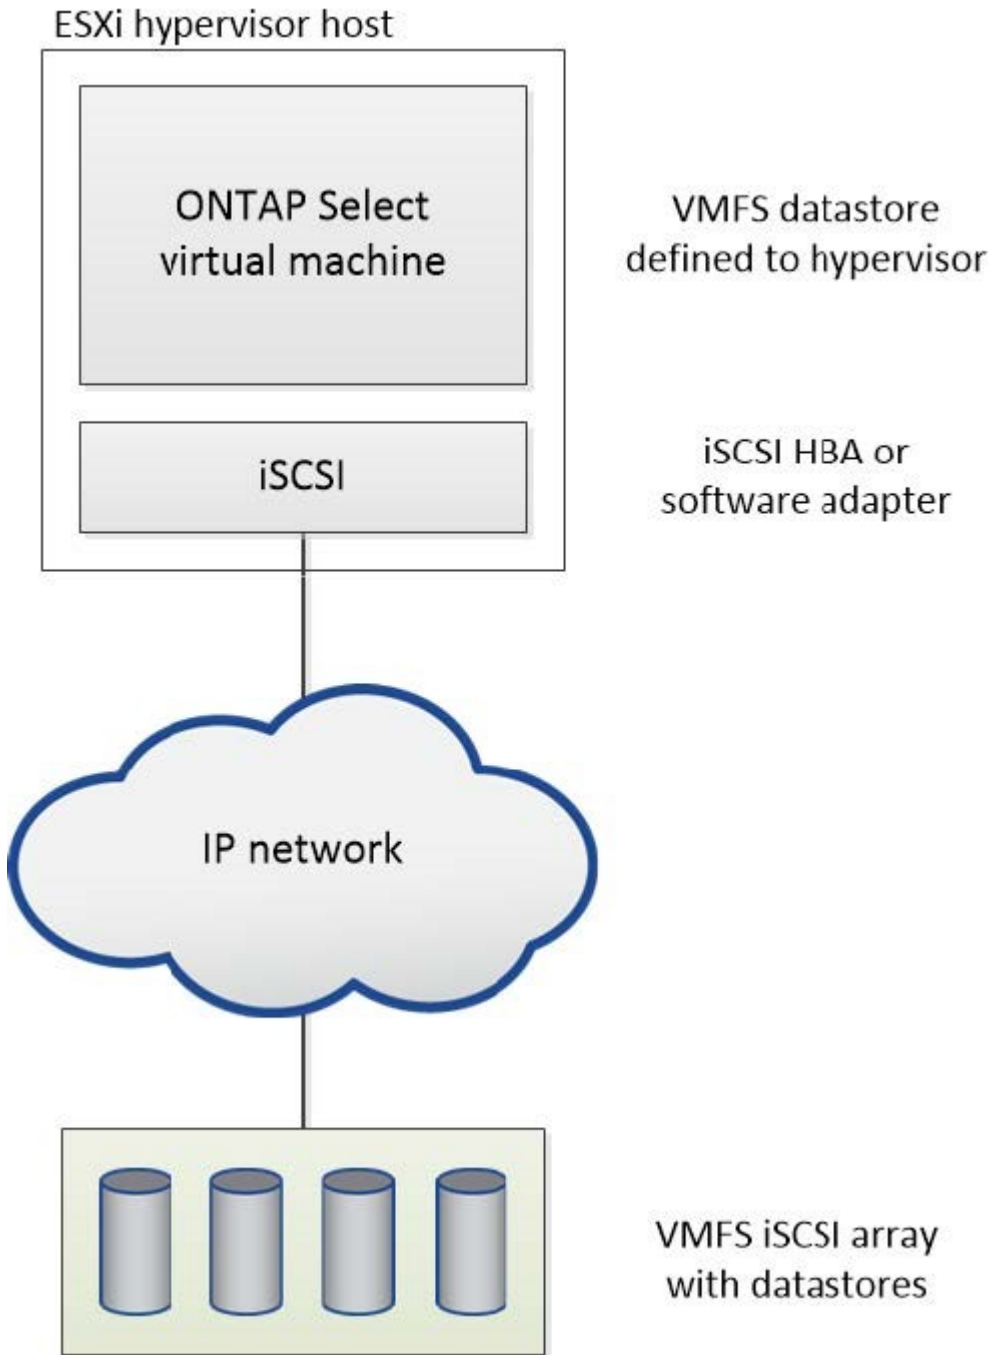 ESXi hypervisor host
ONTAP Select
virtual machine
VMFS datastore
defined to hypervisor
iSCSI
iSCSI HBA or
software adapter
IP network
VMFS iSCSI array
with datastores